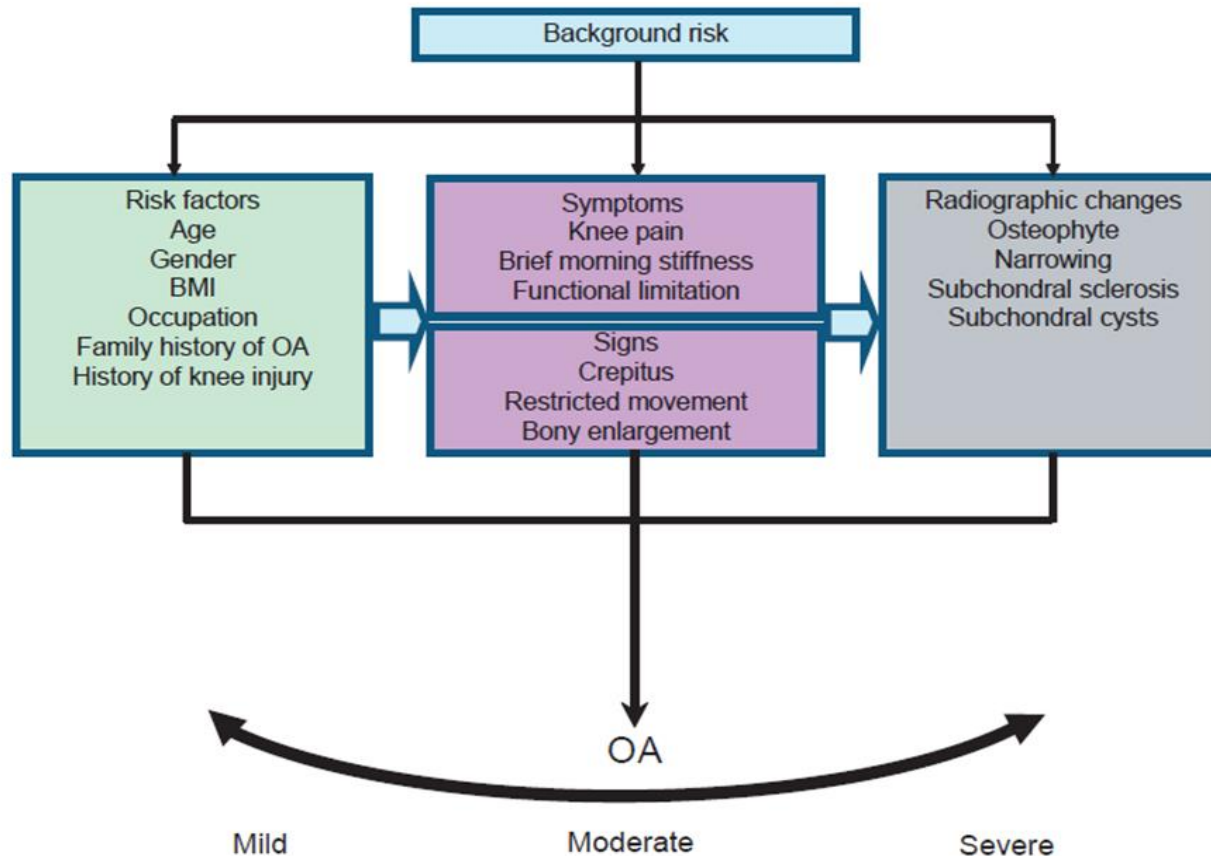 Background risk
Risk factors
Age
Gender
BMI
Occupation
Family history of OA
History of knee injury
Symptoms
Knee pain
Brief morning stiffness
Functional limitation
Signs
Crepitus
Restricted movement
Bony enlargement
Radiographic changes
Osteophyte
Narrowing
Subchondral sclerosis
Subchondral cysts
OA
Mild
Moderate
Severe